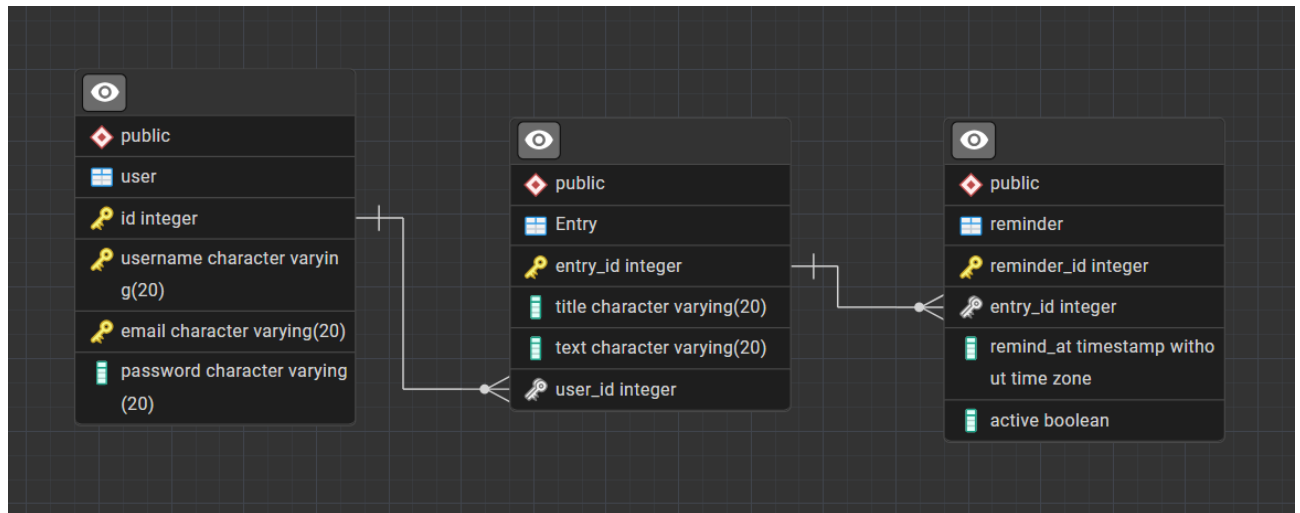 public
user
id integer
username character varyin
g(20)
email character varying(20)
password character varying
(20)
public
Entry
entry_id integer
title character varying(20)
text character varying(20)
user_id integer
public
reminder
reminder_id integer
entry_id integer
remind_at timestamp witho
ut time zone
active boolean